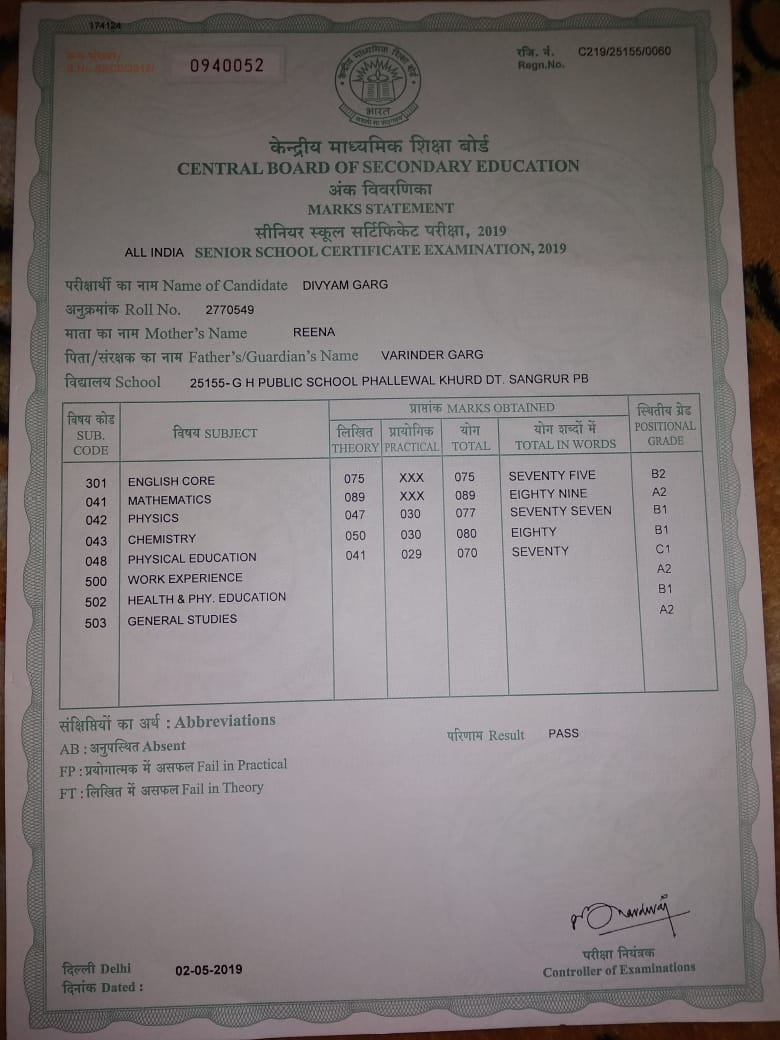 174124
0940052
रजि. नं. C219/25155/0060
Regn.No.
भारत
केन्द्रीय माध्यमिक शिक्षा बोर्ड
CENTRAL BOARD OF SECONDARY EDUCATION
अंक विवरणिका
MARKS STATEMENT
सीनियर स्कूल सर्टिफिकेट परीक्षा, 2019
ALL INDIA SENIOR SCHOOL CERTIFICATE EXAMINATION, 2019
परीक्षार्थी का नाम Name of Candidate DIVYAM GARG
अनुक्रमांक Roll No. 2770549
माता का नाम Mother's Name REENA
पिता/संरक्षक का नाम Father's/Guardian's Name VARINDER GARG
विद्यालय School 25155- G H PUBLIC SCHOOL PHALLEWAL KHURD DT. SANGRUR PB
विषय कोड SUB. CODE विषय SUBJECT प्राप्तांक MARKS OBTAINED स्थितीय ग्रेड POSITIONAL GRADE
लिखित THEORY प्रायोगिक PRACTICAL योग TOTAL योग शब्दों में TOTAL IN WORDS
301 ENGLISH CORE 075 XXX 075 SEVENTY FIVE B2
041 MATHEMATICS 089 XXX 089 EIGHTY NINE A2
042 PHYSICS 047 030 077 SEVENTY SEVEN B1
043 CHEMISTRY 050 030 080 EIGHTY B1
048 PHYSICAL EDUCATION 041 029 070 SEVENTY C1
500 WORK EXPERIENCE A2
502 HEALTH & PHY. EDUCATION B1
503 GENERAL STUDIES A2
संक्षिप्तियों का अर्थ : Abbreviations
परिणाम Result PASS
AB : अनुपस्थित Absent
FP : प्रयोगात्मक में असफल Fail in Practical
FT : लिखित में असफल Fail in Theory
परीक्षा नियंत्रक
Controller of Examinations
दिल्ली Delhi
दिनांक Dated : 02-05-2019